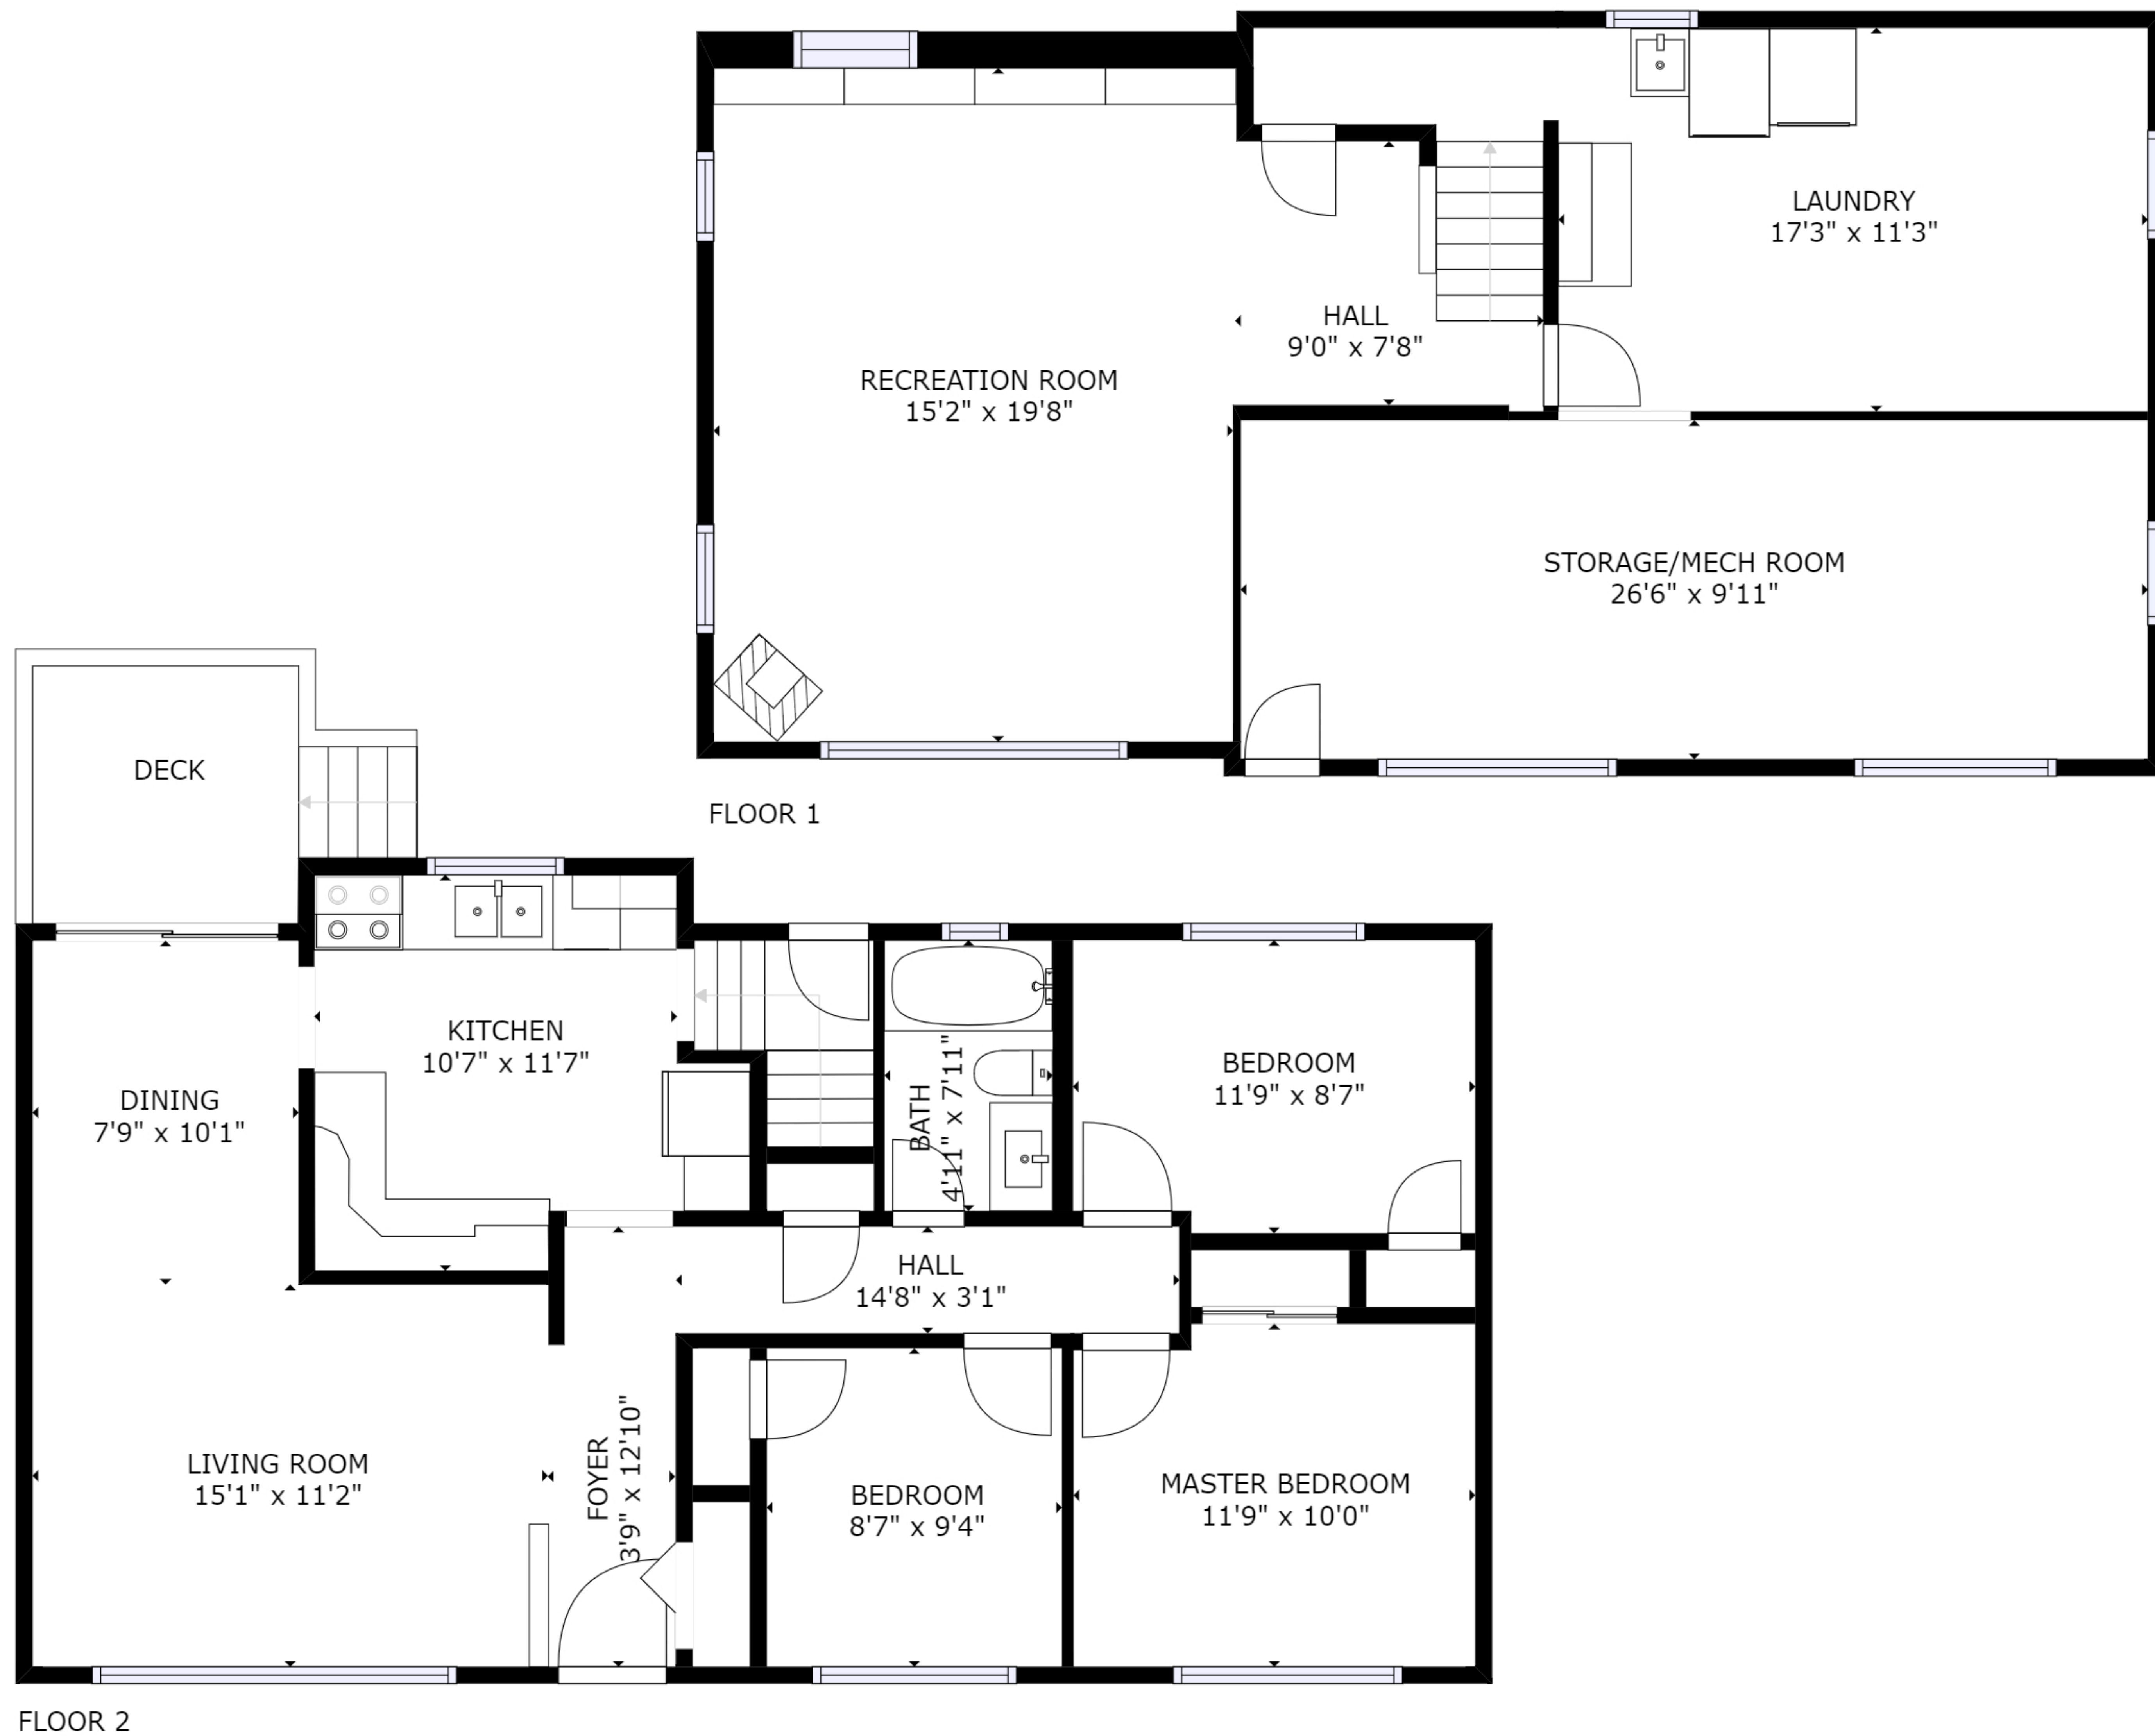 LAUNDRY
17'3" x 11'3"
HALL
9'0" x 7'8"
RECREATION ROOM
15'2" x 19'8"
STORAGE/MECH ROOM
26'6" x 9'11"
FLOOR 1
DECK
KITCHEN
10'7" x 11'7"
DINING
7'9" x 10'1"
BATH
4'11" x 7'11"
BEDROOM
11'9" x 8'7"
HALL
14'8" x 3'1"
LIVING ROOM
15'1" x 11'2"
FOYER
3'9" x 12'10"
BEDROOM
8'7" x 9'4"
MASTER BEDROOM
11'9" x 10'0"
FLOOR 2